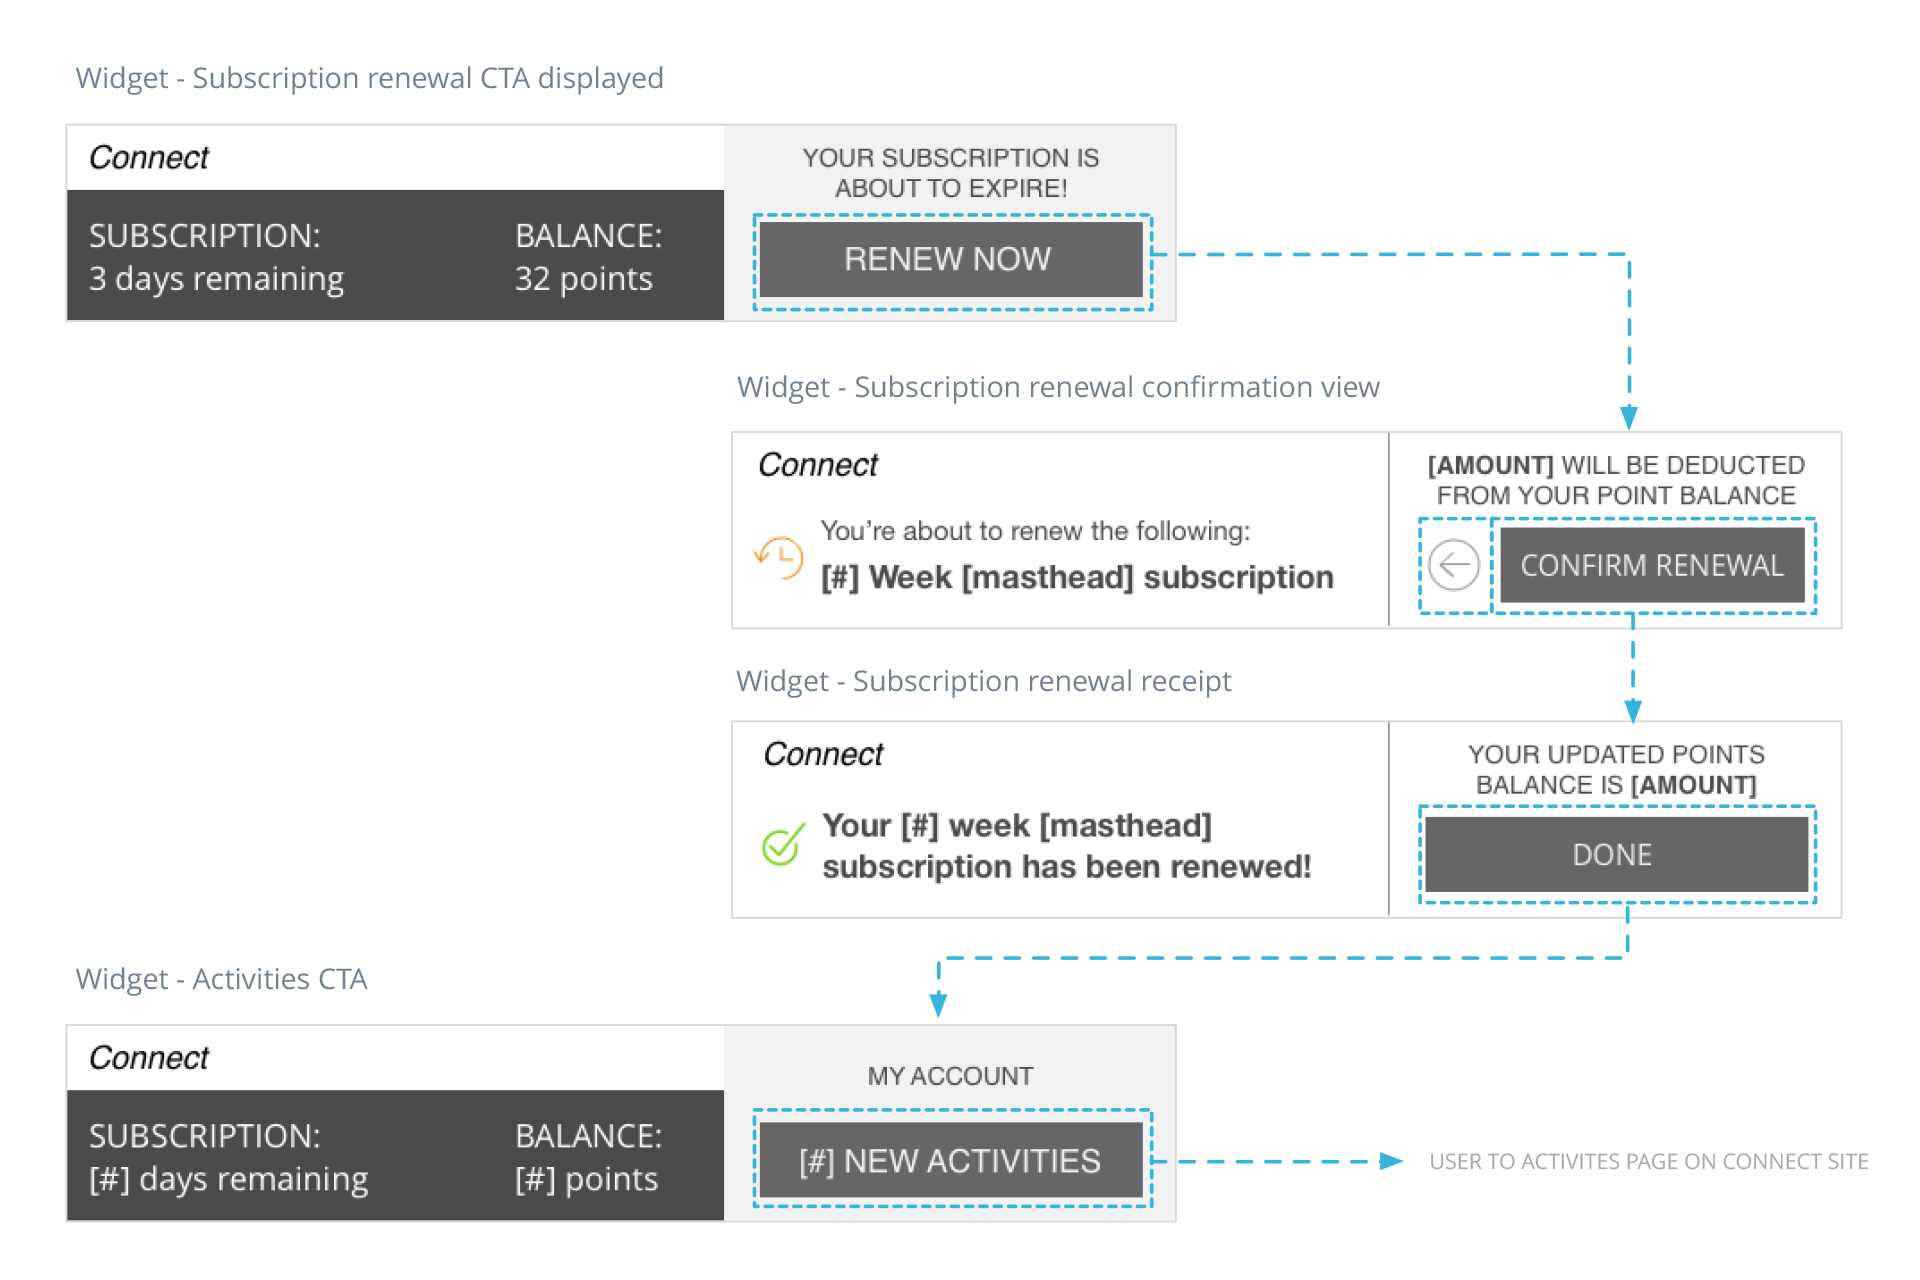 Widget - Subscription renewal CTA displayed
Connect
SUBSCRIPTION:
3 days remaining
BALANCE:
32 points
YOUR SUBSCRIPTION IS
ABOUT TO EXPIRE!
RENEW NOW
Widget - Subscription renewal confirmation view
Connect
You're about to renew the following:
[#] Week [masthead] subscription
[AMOUNT] WILL BE DEDUCTED
FROM YOUR POINT BALANCE
CONFIRM RENEWAL
Widget - Subscription renewal receipt
Connect
Your [#] week [masthead]
subscription has been renewed!
YOUR UPDATED POINTS
BALANCE IS [AMOUNT]
DONE
Widget - Activities CTA
Connect
SUBSCRIPTION:
[#] days remaining
BALANCE:
[#] points
MY ACCOUNT
[#] NEW ACTIVITIES
USER TO ACTIVITES PAGE ON CONNECT SITE